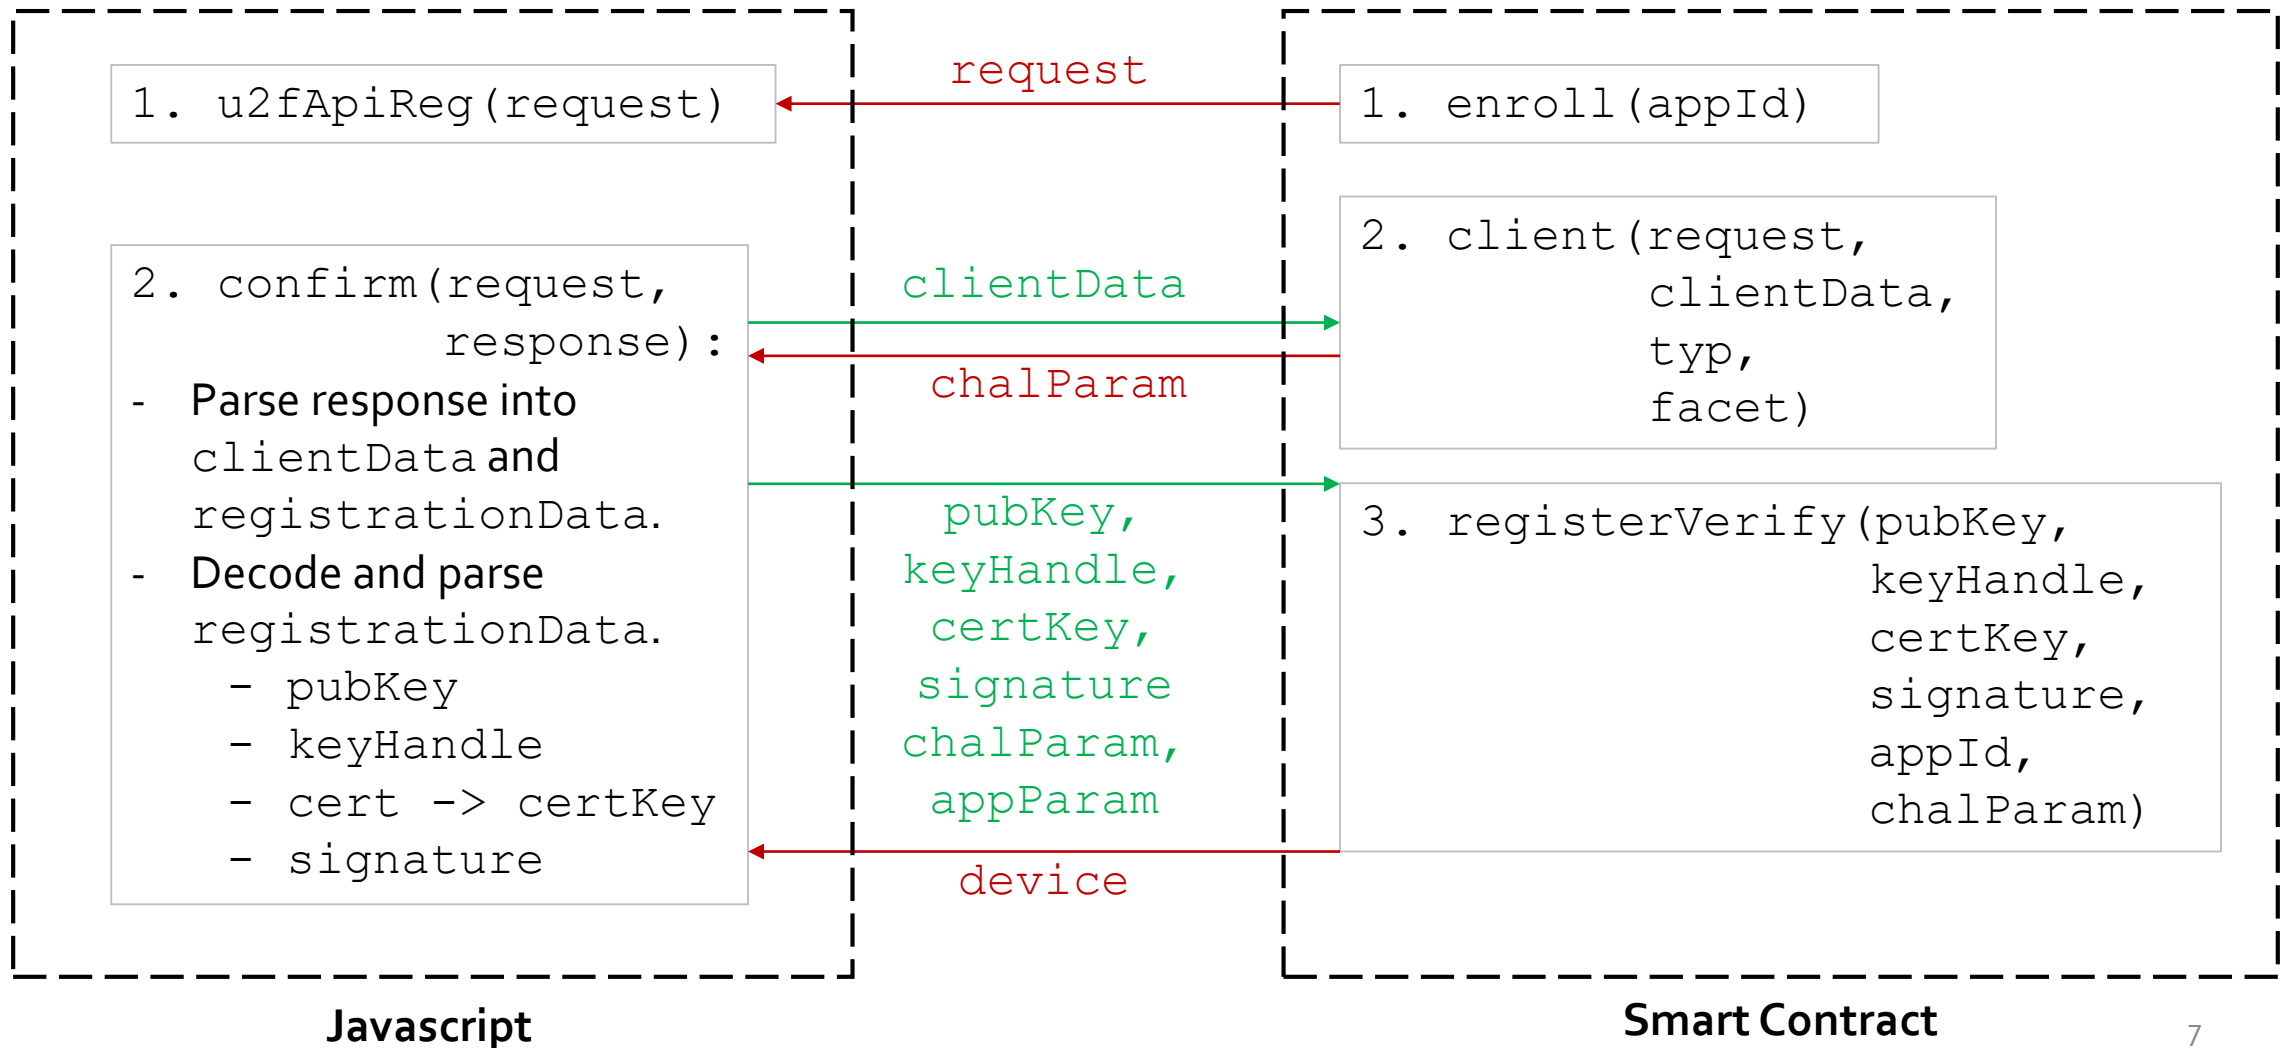 1. u2fApiReg(request)
2. confirm(request,
response):
- Parse response into
clientData and
registrationData.
- Decode and parse
registrationData.
- pubKey
- keyHandle
- cert -> certKey
- signature
Javascript
request
clientData
chalParam
pubKey,
keyHandle,
certKey,
signature
chalParam,
appParam
device
1. enroll(appId)
2. client(request,
clientData,
typ,
facet)
3. registerVerify(pubKey,
keyHandle,
certKey,
signature,
appId,
chalParam)
Smart Contract
7